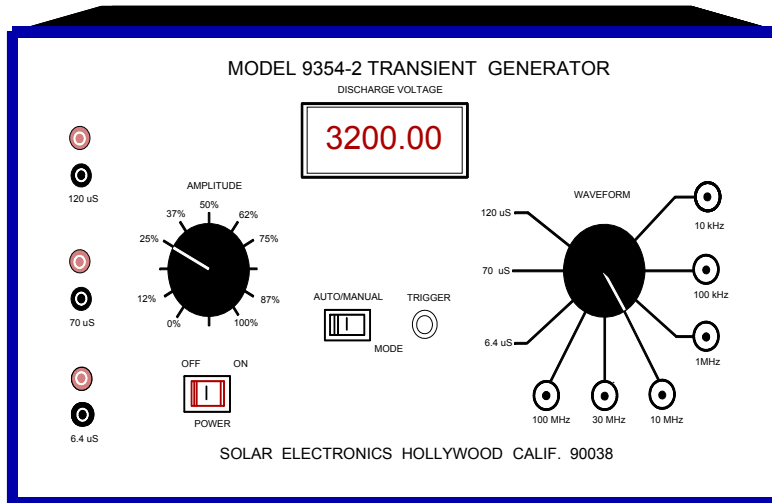 MODEL 9354-2 TRANSIENT GENERATOR
DISCHARGE VOLTAGE
3200.00
120 uS
70 uS
6.4 uS
AMPLITUDE
50%
37%
62%
25%
75%
12%
87%
0%
100%
OFF
ON
POWER
AUTO/MANUAL
TRIGGER
MODE
WAVEFORM
120 uS
10 kHz
70 uS
100 kHz
6.4 uS
1MHz
100 MHz
30 MHz
10 MHz
SOLAR ELECTRONICS HOLLYWOOD CALIF. 90038